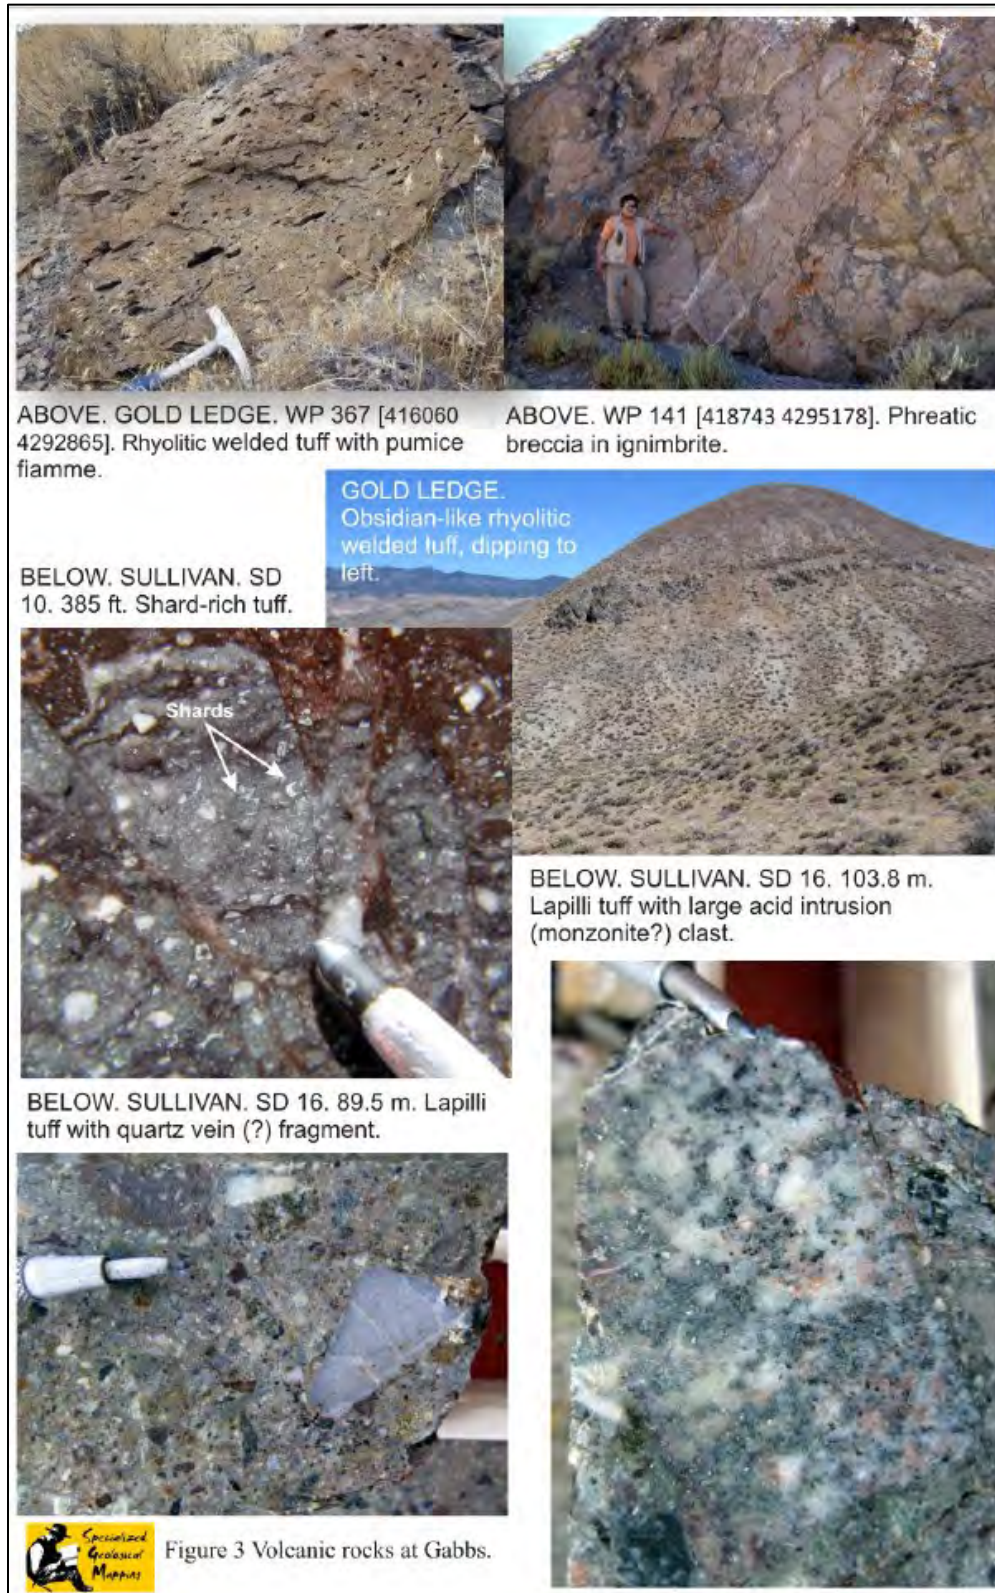 ABOVE. GOLD LEDGE. WP 367 [416060
4292865]. Rhyolitic welded tuff with pumice
fiamme.
ABOVE. WP 141 [418743 4295178]. Phreatic
breccia in ignimbrite.
GOLD LEDGE.
Obsidian-like rhyolitic
welded tuff, dipping to
left.
BELOW. SULLIVAN. SD
10. 385 ft. Shard-rich tuff.
Shards
BELOW. SULLIVAN. SD 16. 103.8 m.
Lapilli tuff with large acid intrusion
(monzonite?) clast.
BELOW. SULLIVAN. SD 16. 89.5 m. Lapilli
tuff with quartz vein (?) fragment.
Specialized
Geological
Mapping
Figure 3 Volcanic rocks at Gabbs.